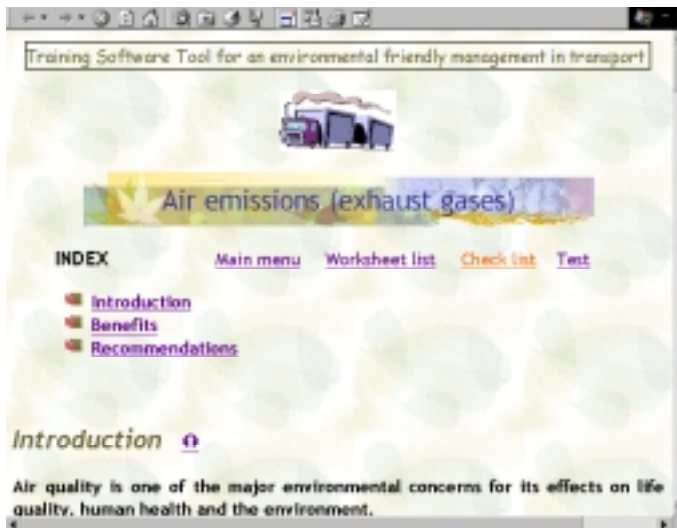 Training Software Tool for an environmental friendly management in transport
Air emissions (exhaust gases)
INDEX Main menu Worksheet list Check list Test
Introduction
Benefits
Recommendations
Introduction
Air quality is one of the major environmental concerns for its effects on life
quality, human health and the environment.